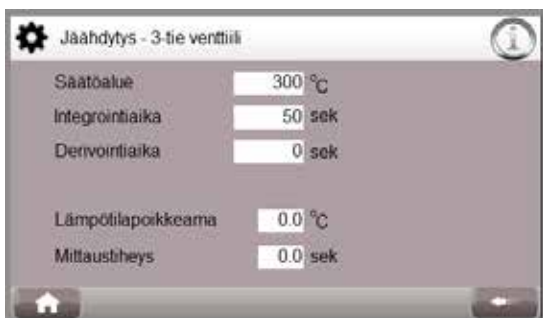 Jäähdytys - 3-tie venttiili
Säätöalue 300 °C
Integrointiaika 50 sek
Derivointiaika 0 sek
Lämpötilapoikkeama 0.0 °C
Mittaustiheys 0.0 sek